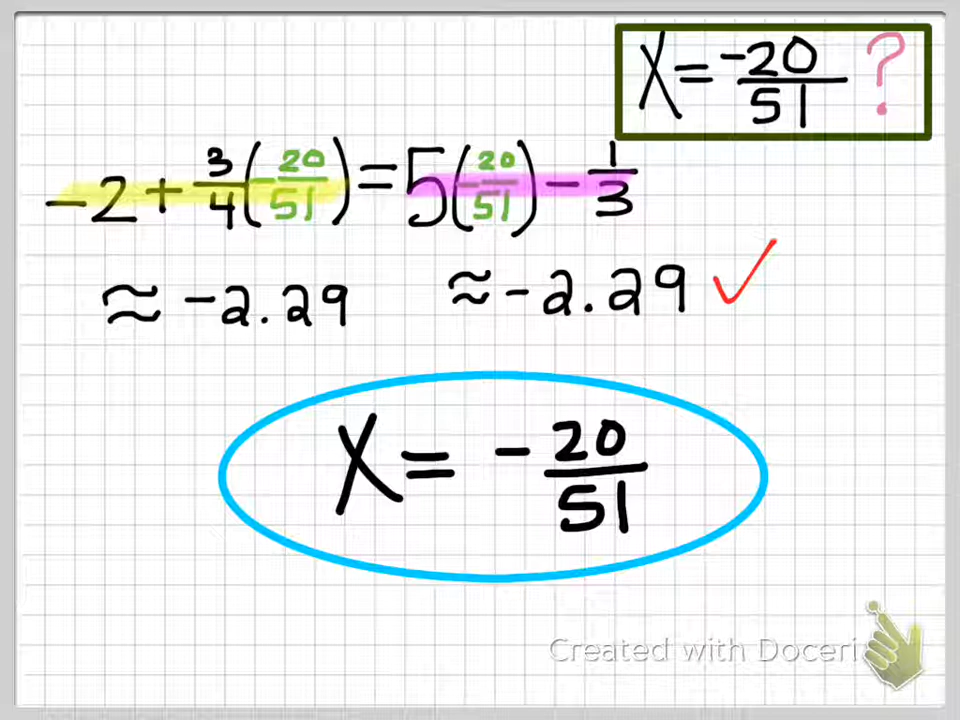 X = -20/51 ?
-2 + 3/4(-20/51) = 5(-20/51) - 1/3
≈ -2.29 ≈ -2.29 ✓
X = -20/51
Created with Doceri